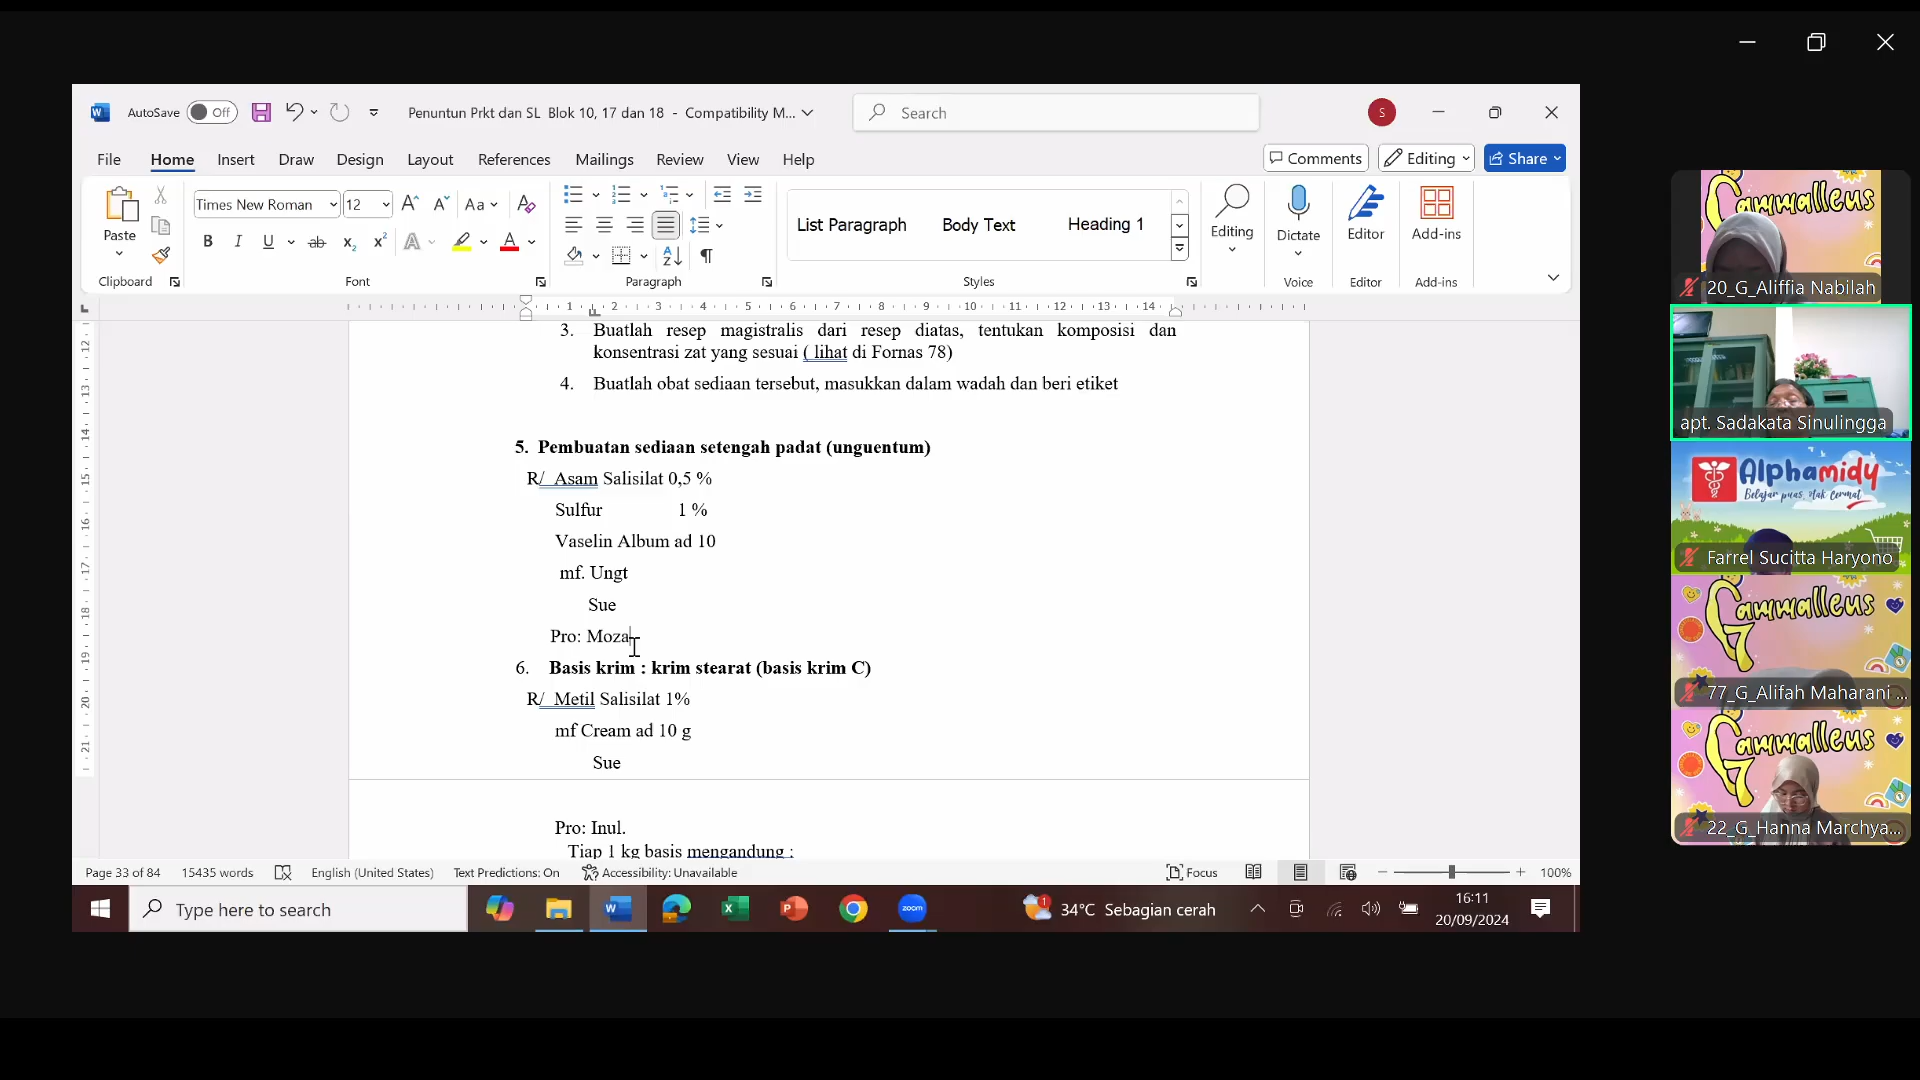 AutoSave Off Penuntun Prkt dan SL Blok 10, 17 dan 18 - Compatibility M... Search S
File Home Insert Draw Design Layout References Mailings Review View Help Comments Editing Share
Paste Times New Roman 12 Aa List Paragraph Body Text Heading 1 Editing Dictate Editor Add-ins
Clipboard Font Paragraph Styles Voice Editor Add-ins
3. Buatlah resep magistralis dari resep diatas, tentukan komposisi dan
konsentrasi zat yang sesuai ( lihat di Fornas 78)
4. Buatlah obat sediaan tersebut, masukkan dalam wadah dan beri etiket
5. Pembuatan sediaan setengah padat (unguentum)
R/ Asam Salisilat 0,5 %
Sulfur 1 %
Vaselin Album ad 10
mf. Ungt
Sue
Pro: Moza
6. Basis krim : krim stearat (basis krim C)
R/ Metil Salisilat 1%
mf Cream ad 10 g
Sue
Pro: Inul.
Tiap 1 kg basis mengandung :
Page 33 of 84 15435 words English (United States) Text Predictions: On Accessibility: Unavailable Focus 100%
Type here to search zoom 1 34°C Sebagian cerah 16:11
20/09/2024
Gammalleus
20_G_Aliffia Nabilah
apt. Sadakata Sinulingga
Alphamidy
Belajar puas, otak Cermat
Farrel Sucitta Haryono
Gammalleus
77_G_Alifah Maharani ...
Gammalleus
22_G_Hanna Marchya...